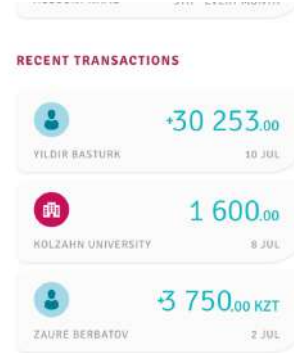 RECENT TRANSACTIONS
+30 253.00
YILDIR BASTURK 10 JUL
1 600.00
KOLZAHN UNIVERSITY 8 JUL
+3 750.00 KZT
ZAURE BERBATOV 2 JUL